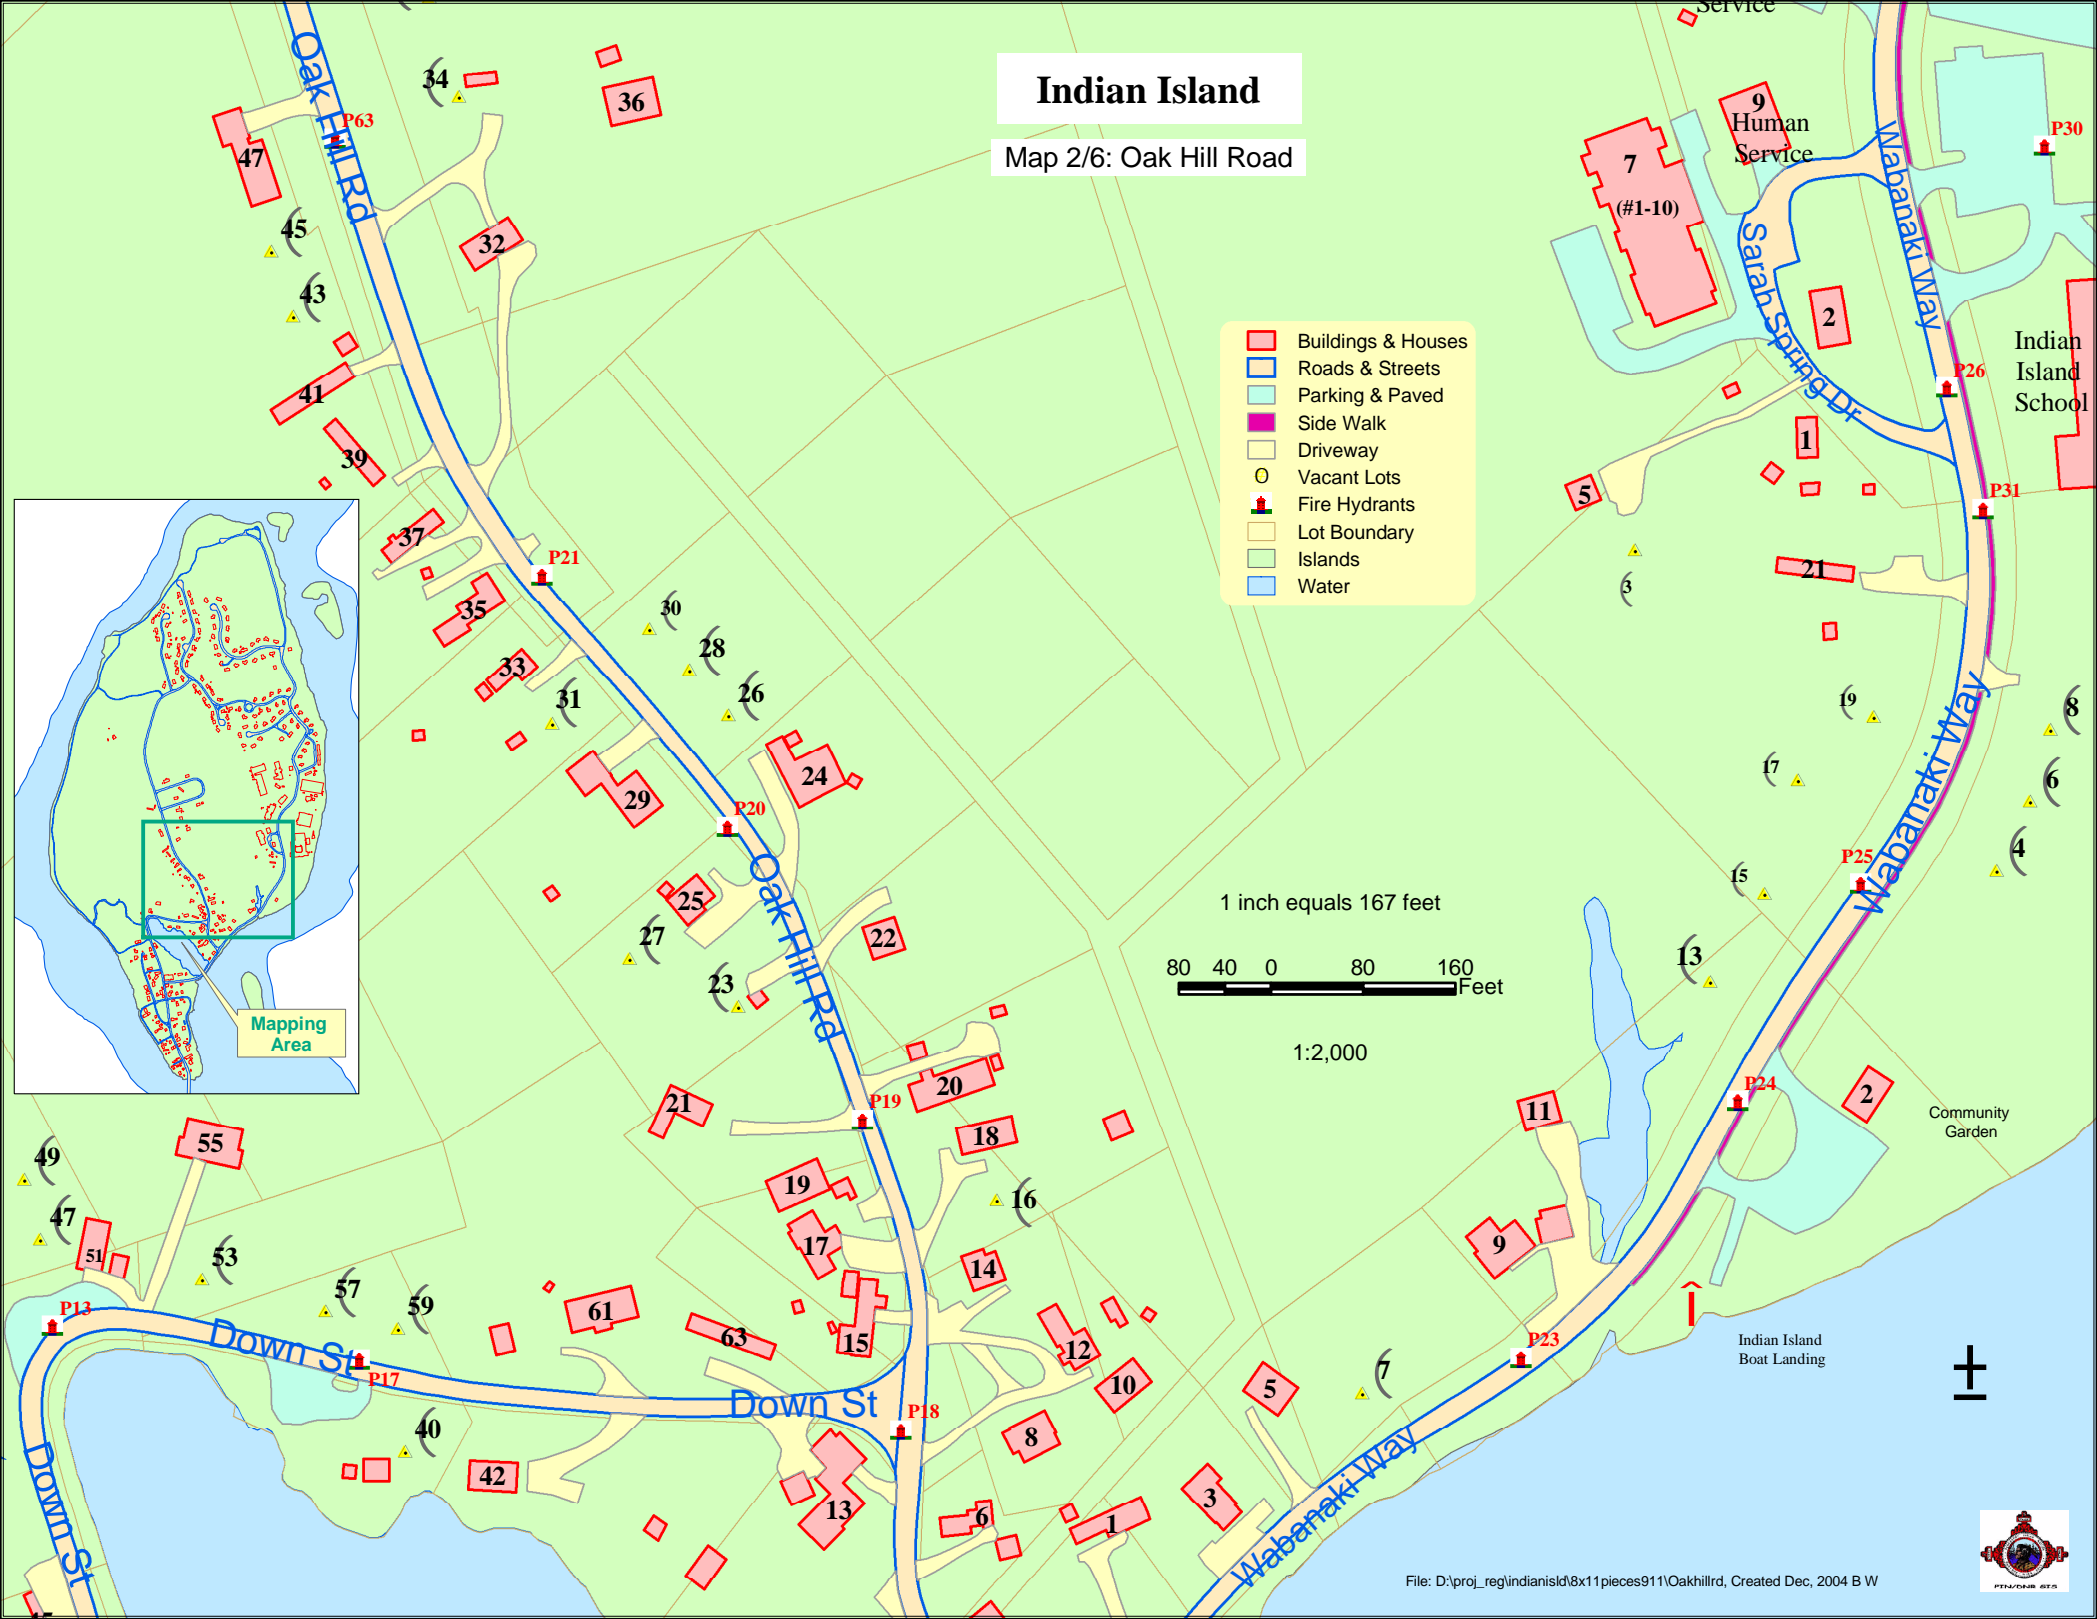 Service
Indian Island
Map 2/6: Oak Hill Road
Oak Hill Rd
P63
34
36
47
45
43
32
41
39
37
P21
35
33
31
30
28
26
24
29
P20
25
27
23
22
Oak Hill Rd
20
21
P19
18
19
17
16
14
15
12
10
8
13
6
1
3
5
7
9
Human
Service
7
(#1-10)
9
Sarah Spring Dr
Wabanaki Way
P30
2
P26
Indian
Island
School
1
5
P31
3
21
19
17
15
13
8
6
4
P25
Wabanaki Way
P24
2
11
9
Community
Garden
P23
Indian Island
Boat Landing
Wabanaki Way
Buildings & Houses
Roads & Streets
Parking & Paved
Side Walk
Driveway
Vacant Lots
Fire Hydrants
Lot Boundary
Islands
Water
1 inch equals 167 feet
80 40 0 80 160
Feet
1:2,000
Mapping
Area
49
47
55
51
53
57
59
61
63
P13
Down St
P17
Down St
P18
40
42
Down St
File: D:\proj_reg\indianisld\8x11pieces911\Oakhillrd, Created Dec, 2004 B W
PIN/DNR GIS